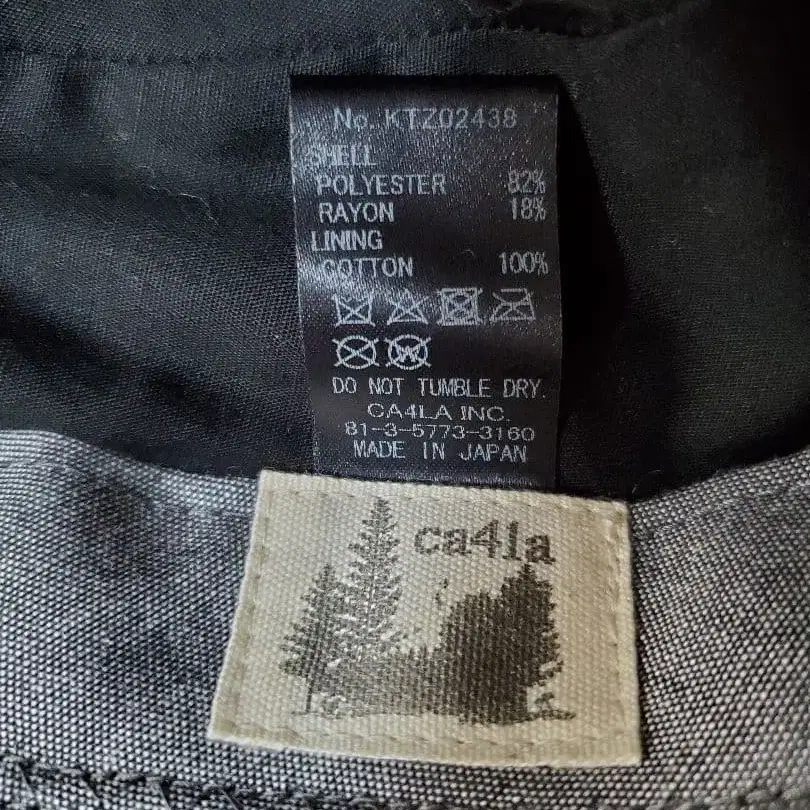 No. KTZ02438
SHELL
POLYESTER 82%
RAYON 18%
LINING
COTTON 100%
W
DO NOT TUMBLE DRY.
CA4LA INC.
81-3-5773-3160
MADE IN JAPAN
ca4la